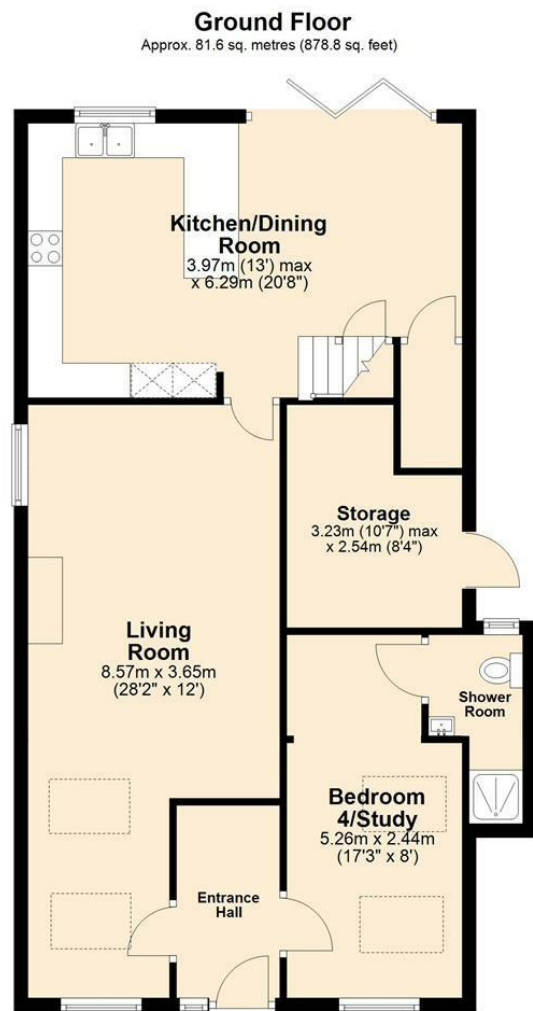 Ground Floor
Approx. 81.6 sq. metres (878.8 sq. feet)
Kitchen/Dining
Room
3.97m (13') max
x 6.29m (20'8")
Storage
3.23m (10'7") max
x 2.54m (8'4")
Living
Room
8.57m x 3.65m
(28'2" x 12')
Shower
Room
Bedroom
4/Study
5.26m x 2.44m
(17'3" x 8')
Entrance
Hall